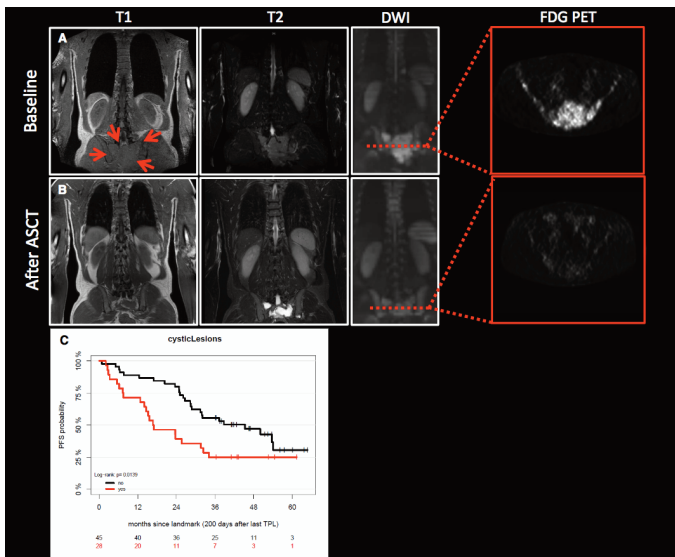 T1 T2 DWI FDG PET
A
Baseline
B
After ASCT
C
cysticLesions
100 %
75 %
50 %
25 %
0 %
PFS probability
Log-rank: p= 0.0139
no
yes
0 12 24 36 48 60
months since landmark (200 days after last TPL)
45 40 36 25 11 3
28 20 11 7 3 1